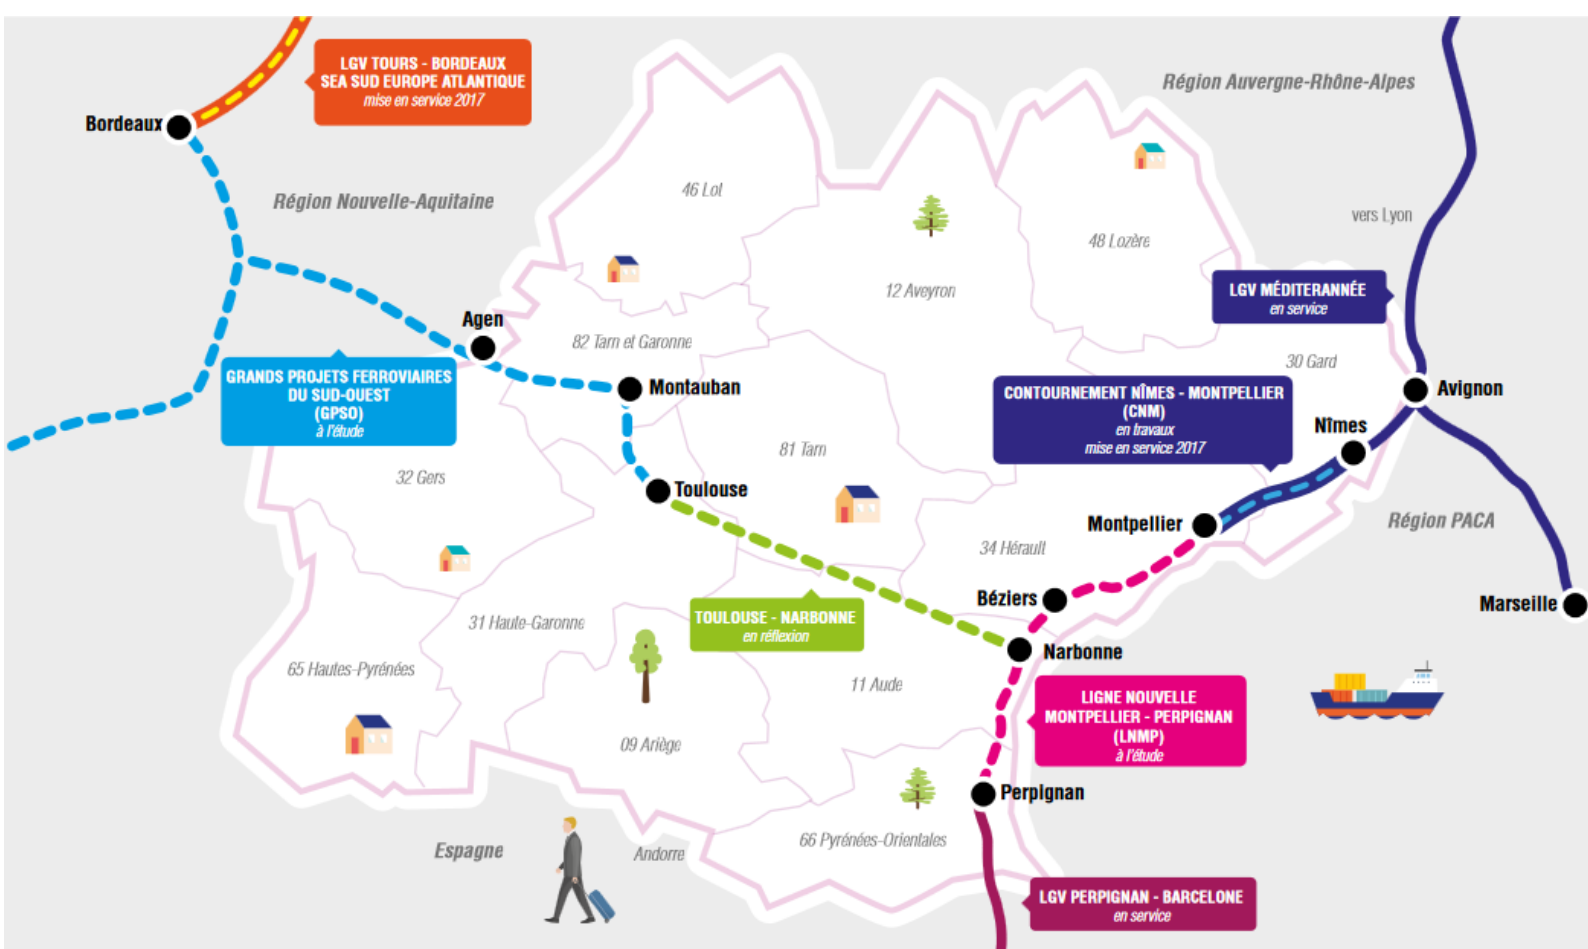 LGV TOURS - BORDEAUX
SEA SUD EUROPE ATLANTIQUE
mise en service 2017
Bordeaux
Région Auvergne-Rhône-Alpes
Région Nouvelle-Aquitaine
46 Lot
vers Lyon
48 Lozère
12 Aveyron
LGV MÉDITERANNÉE
en service
Agen
82 Tarn et Garonne
30 Gard
GRANDS PROJETS FERROVIAIRES
DU SUD-OUEST
(GPSO)
à l'étude
Montauban
CONTOURNEMENT NÎMES - MONTPELLIER
(CNM)
en travaux
mise en service 2017
Avignon
Nîmes
81 Tarn
32 Gers
Toulouse
Montpellier
Région PACA
34 Hérault
Béziers
Marseille
TOULOUSE - NARBONNE
en réflexion
31 Haute-Garonne
Narbonne
65 Hautes-Pyrénées
11 Aude
LIGNE NOUVELLE
MONTPELLIER - PERPIGNAN
(LNMP)
à l'étude
09 Ariège
Perpignan
66 Pyrénées-Orientales
Espagne
Andorre
LGV PERPIGNAN - BARCELONE
en service